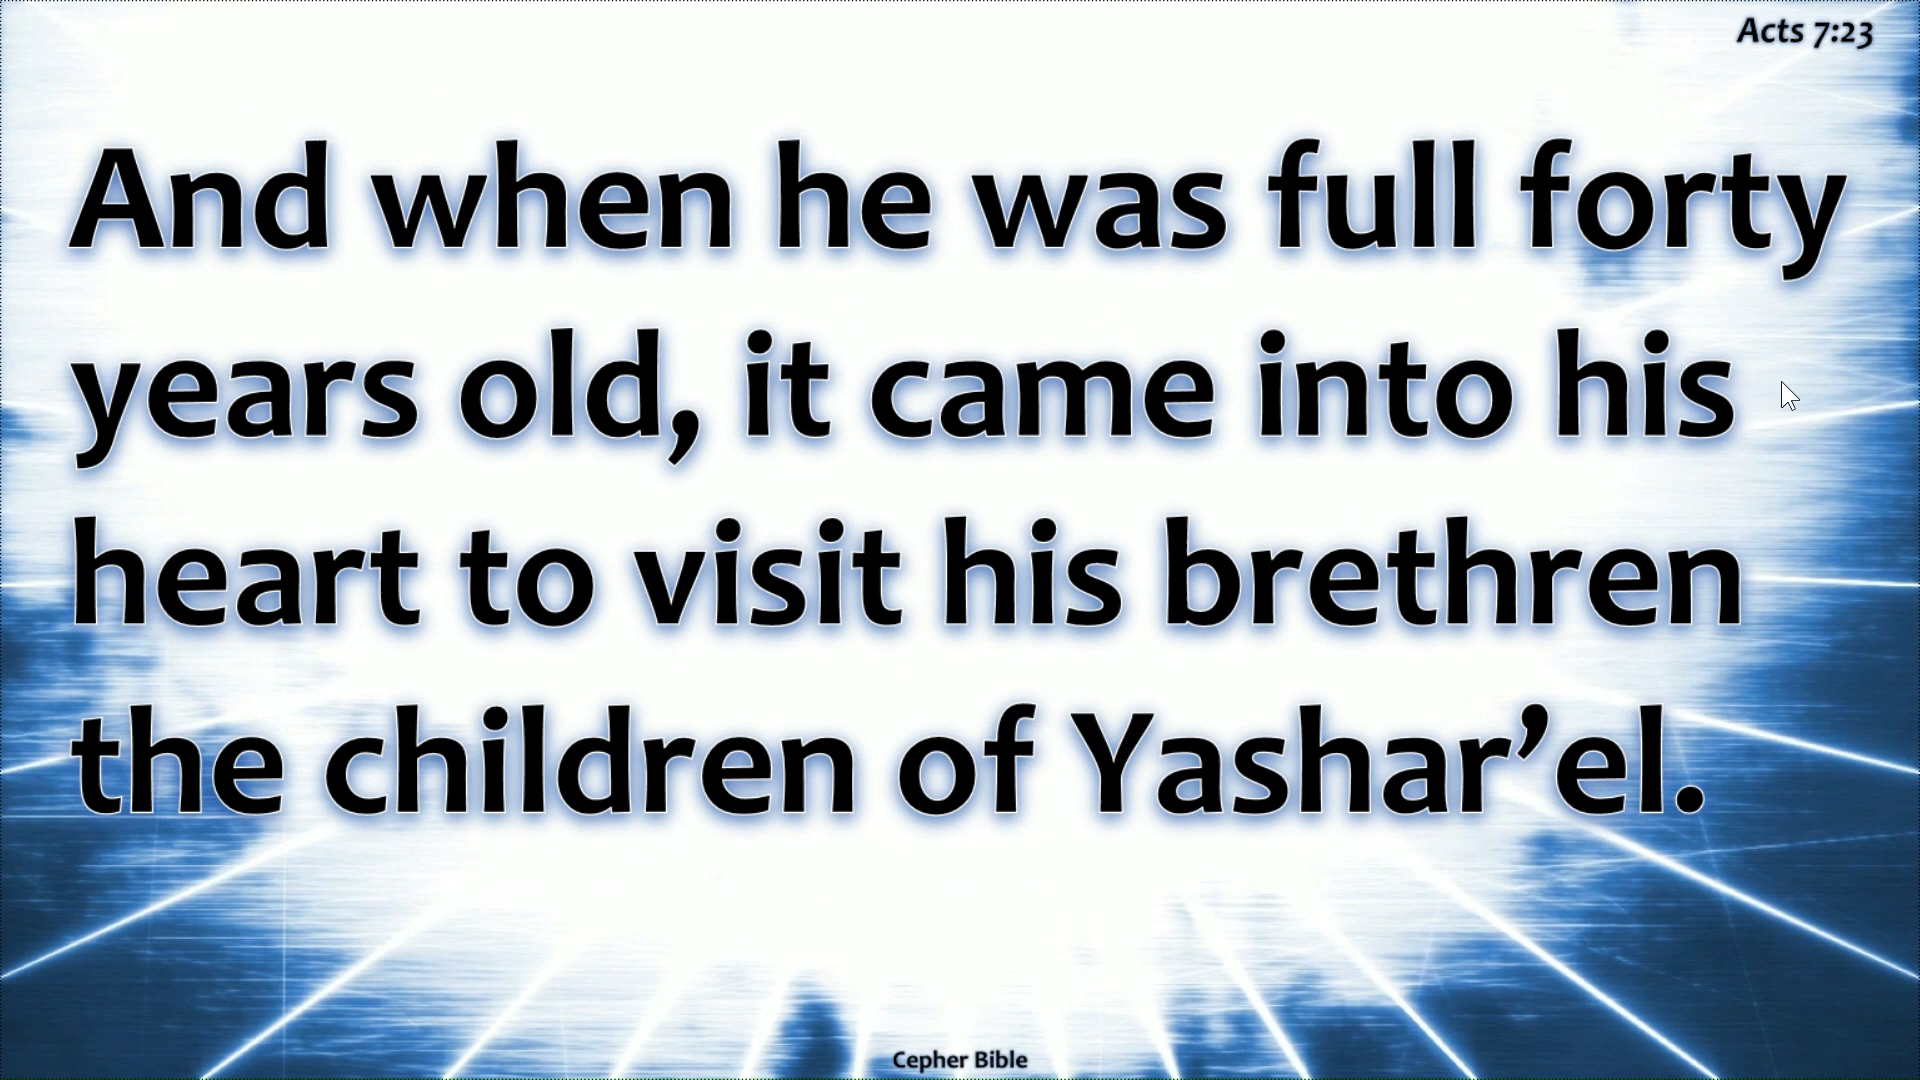 Acts 7:23
And when he was full forty
years old, it came into his
heart to visit his brethren
the children of Yashar’el.
Cepher Bible